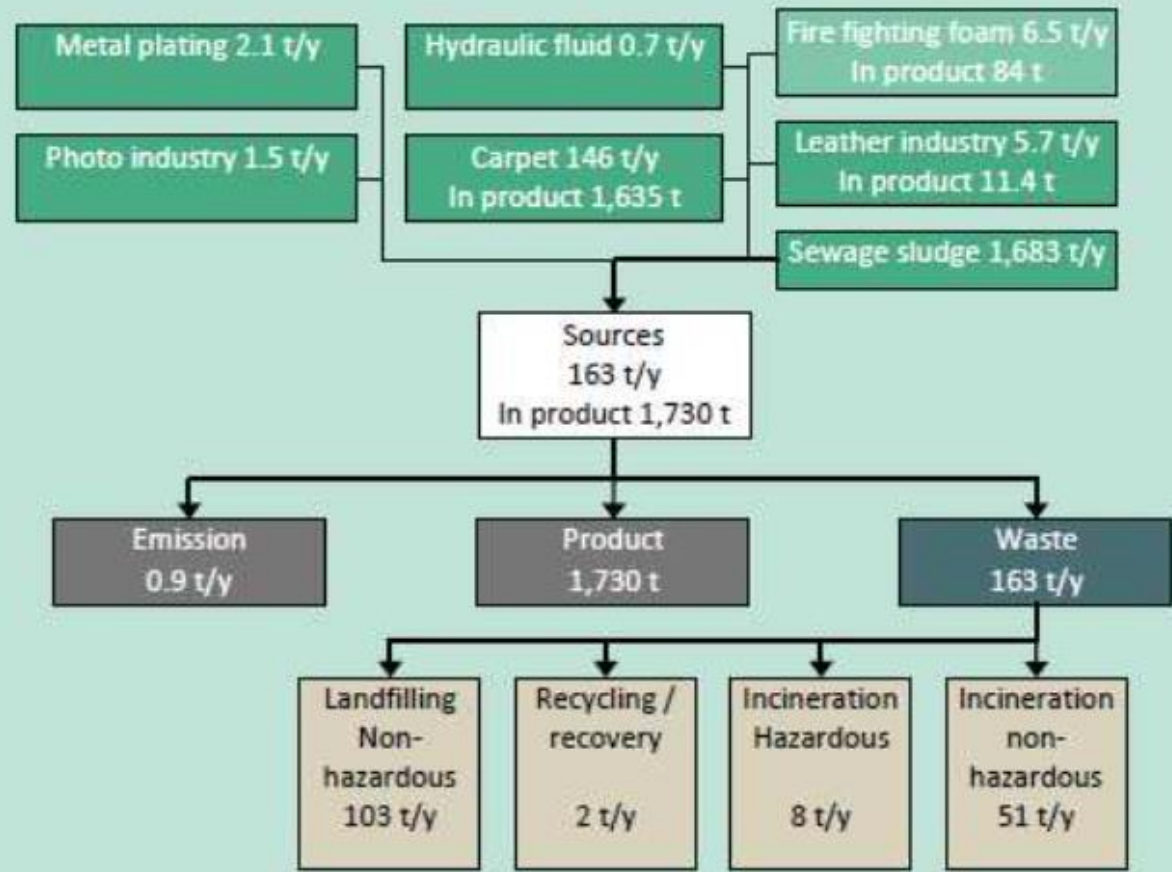 Metal plating 2.1 t/y
Hydraulic fluid 0.7 t/y
Fire fighting foam 6.5 t/y
In product 84 t
Photo industry 1.5 t/y
Carpet 146 t/y
In product 1,635 t
Leather industry 5.7 t/y
In product 11.4 t
Sewage sludge 1,683 t/y
Sources
163 t/y
In product 1,730 t
Emission
0.9 t/y
Product
1,730 t
Waste
163 t/y
Landfilling
Non-
hazardous
103 t/y
Recycling /
recovery
2 t/y
Incineration
Hazardous
8 t/y
Incineration
non-
hazardous
51 t/y